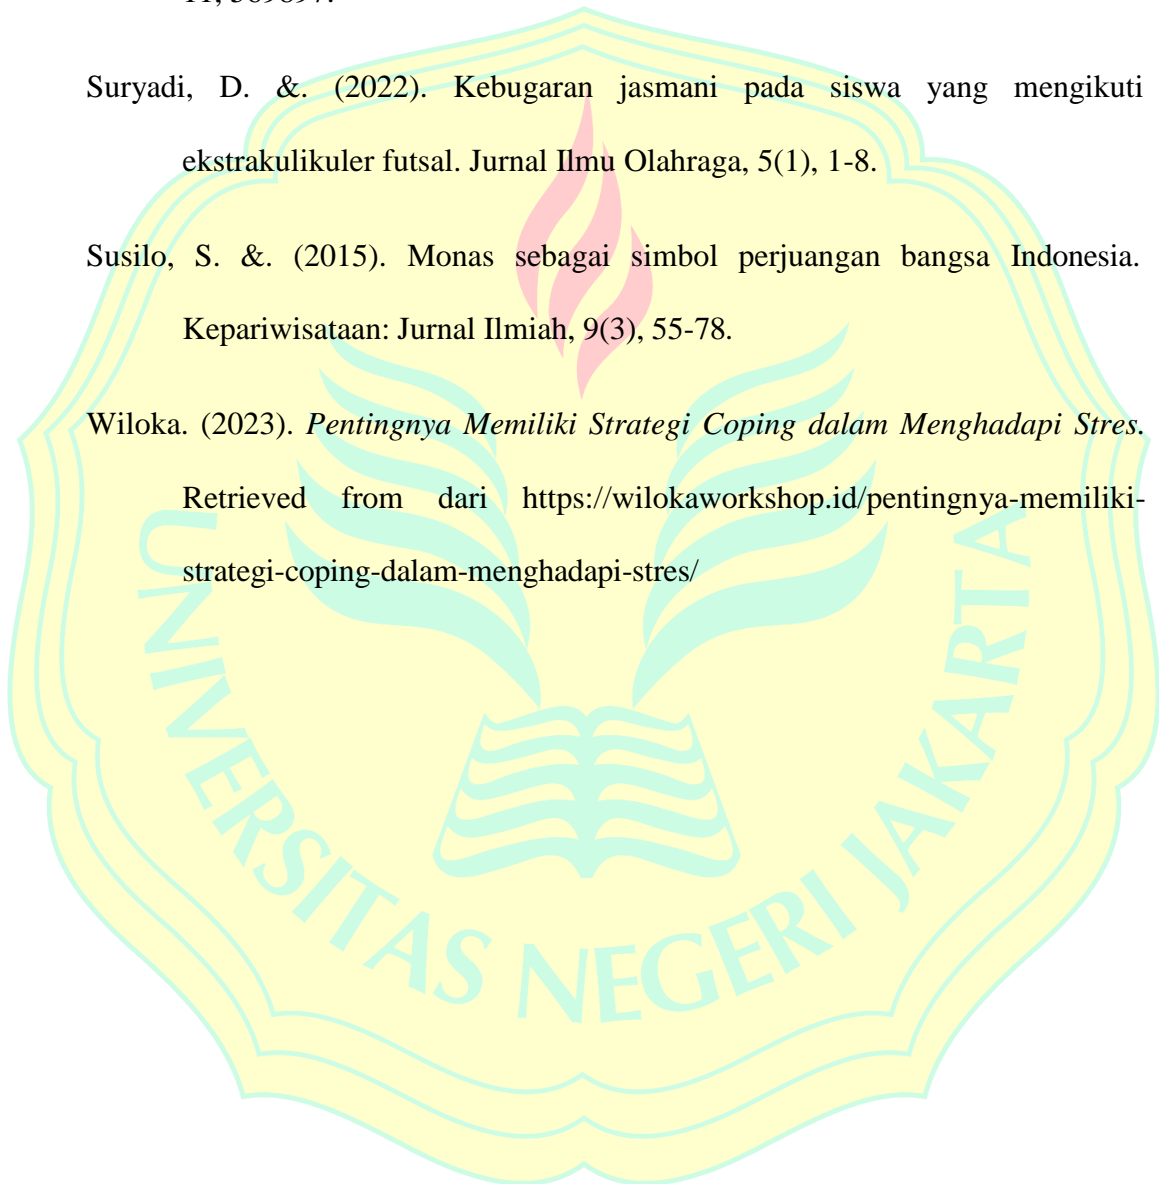 Suryadi, D. &. (2022). Kebugaran jasmani pada siswa yang mengikuti
ekstrakulikuler futsal. Jurnal Ilmu Olahraga, 5(1), 1-8.
Susilo, S. &. (2015). Monas sebagai simbol perjuangan bangsa Indonesia.
Kepariwisataan: Jurnal Ilmiah, 9(3), 55-78.
Wiloka. (2023). Pentingnya Memiliki Strategi Coping dalam Menghadapi Stres.
Retrieved from dari https://wilokaworkshop.id/pentingnya-memiliki-
strategi-coping-dalam-menghadapi-stres/
UNIVERSITAS NEGERI JAKARTA